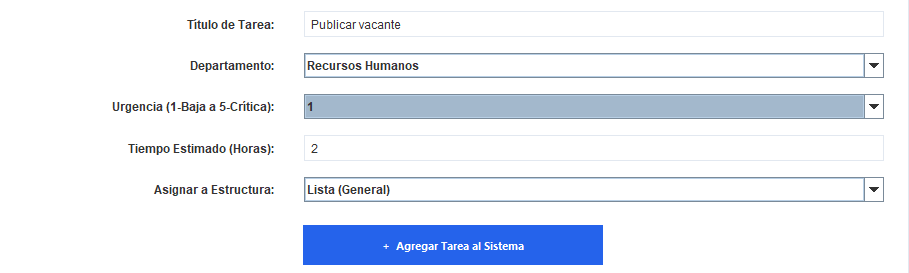 Título de Tarea: Publicar vacante
Departamento: Recursos Humanos
Urgencia (1-Baja a 5-Crítica): 1
Tiempo Estimado (Horas): 2
Asignar a Estructura: Lista (General)
+ Agregar Tarea al Sistema